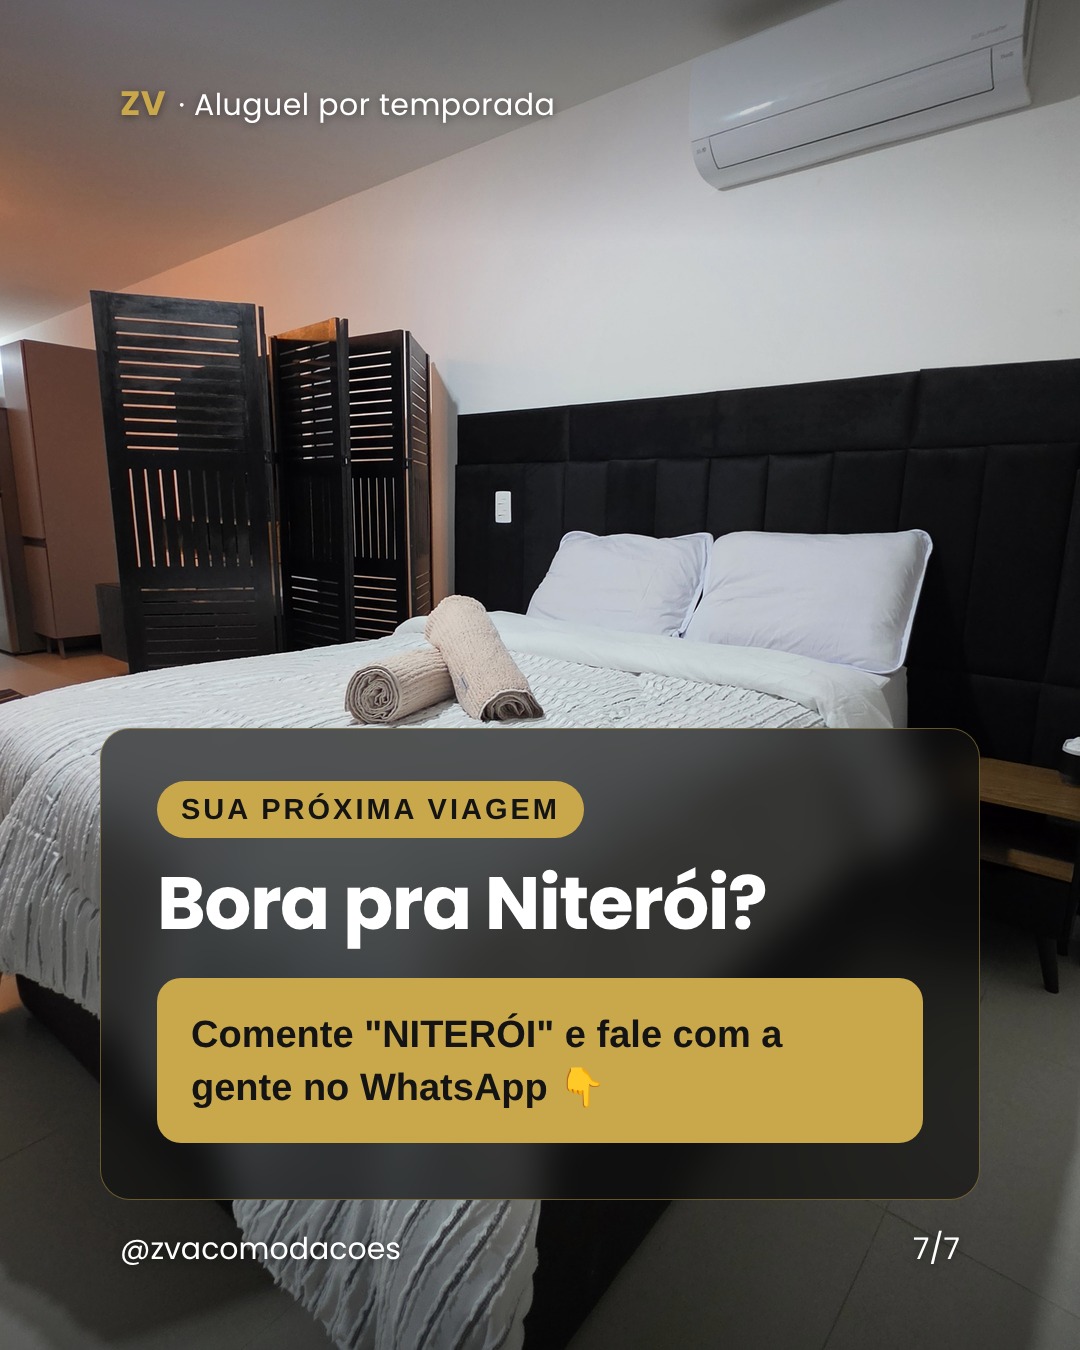 ZV · Aluguel por temporada
SUA PRÓXIMA VIAGEM
Bora pra Niterói?
Comente "NITERÓI" e fale com a
gente no WhatsApp 👇
@zvacomodacoes
7/7